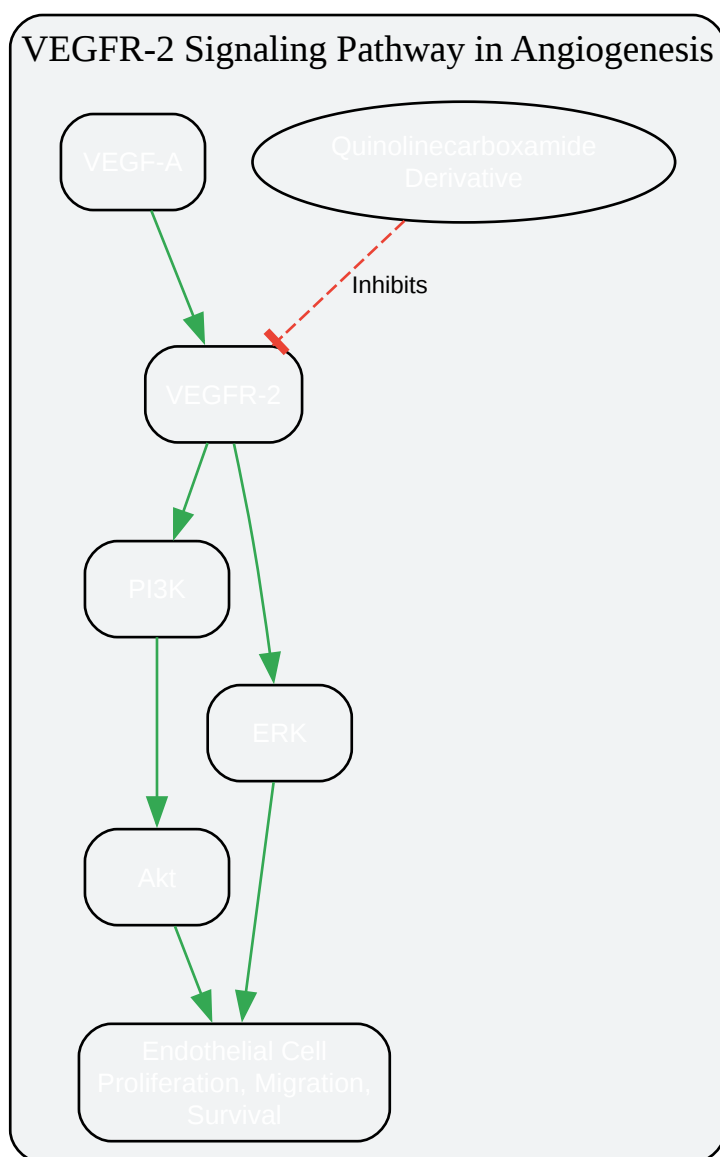 VEGFR-2 Signaling Pathway in Angiogenesis
VEGF-A
Quinolinecarboxamide
Derivative
Inhibits
VEGFR-2
PI3K
ERK
Akt
Endothelial Cell
Proliferation, Migration,
Survival